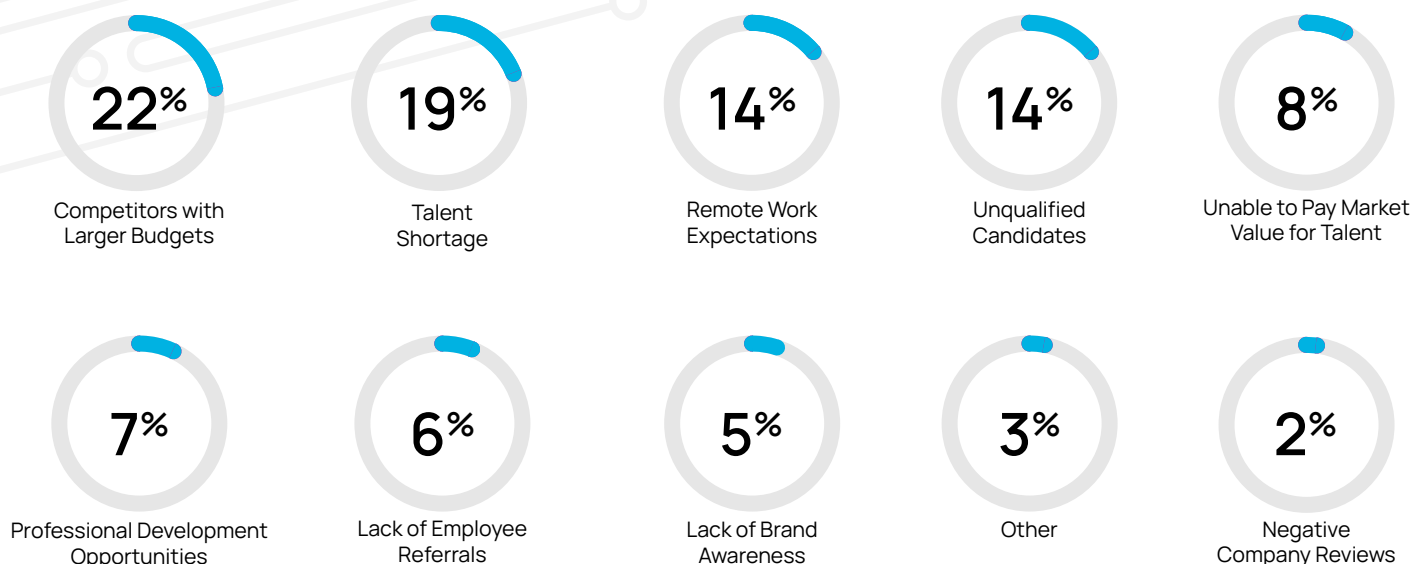 22%
Competitors with
Larger Budgets
19%
Talent
Shortage
14%
Remote Work
Expectations
14%
Unqualified
Candidates
8%
Unable to Pay Market
Value for Talent
7%
Professional Development
Opportunities
6%
Lack of Employee
Referrals
5%
Lack of Brand
Awareness
3%
Other
2%
Negative
Company Reviews